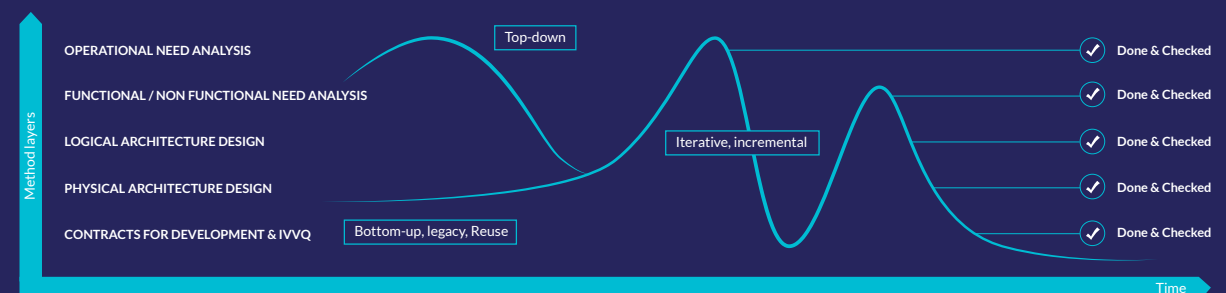 Method layers
OPERATIONAL NEED ANALYSIS
FUNCTIONAL / NON FUNCTIONAL NEED ANALYSIS
LOGICAL ARCHITECTURE DESIGN
PHYSICAL ARCHITECTURE DESIGN
CONTRACTS FOR DEVELOPMENT & IVVQ
Top-down
Bottom-up, legacy, Reuse
Iterative, incremental
Done & Checked
Done & Checked
Done & Checked
Done & Checked
Done & Checked
Time